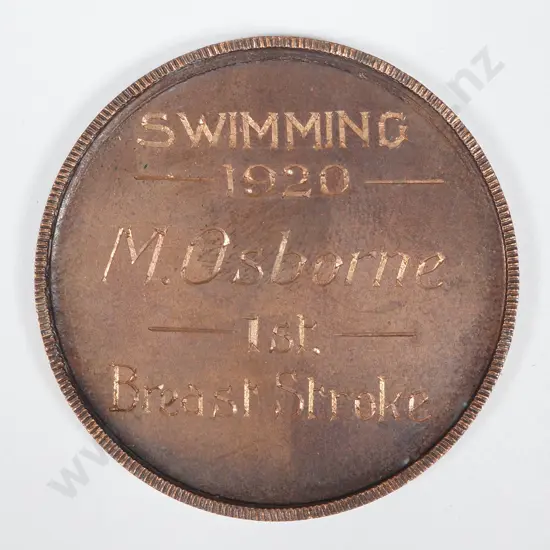 SWIMMING
— 1920 —
M. Osborne
— 1st. —
Breast Stroke